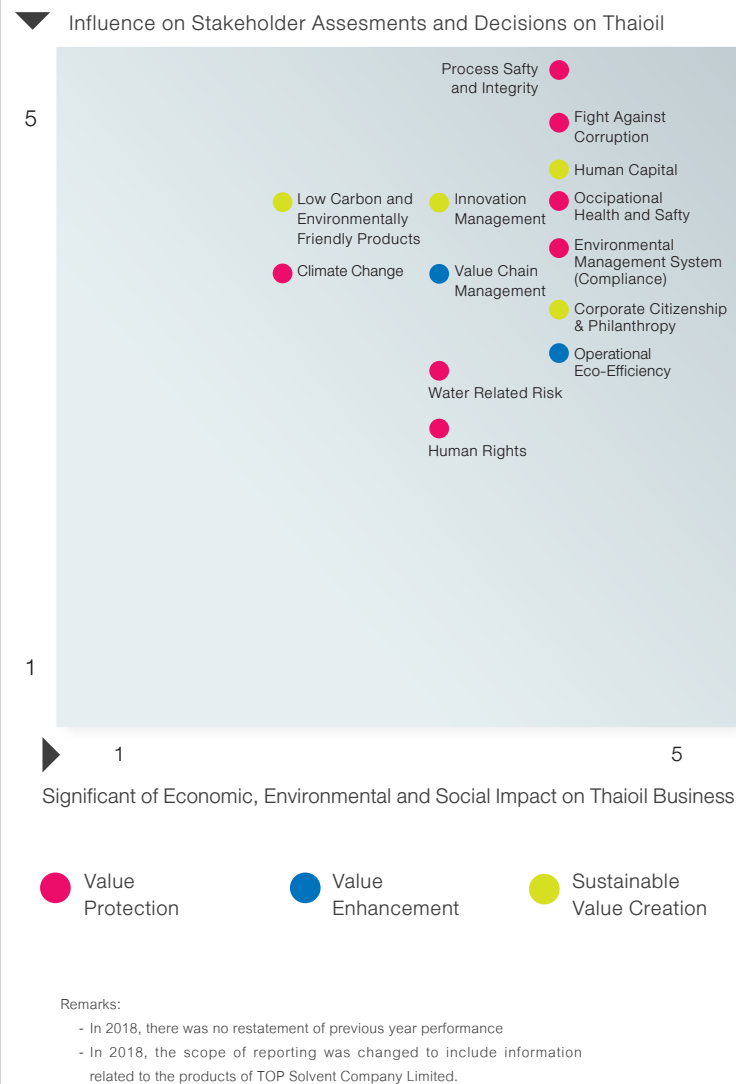 Influence on Stakeholder Assesments and Decisions on Thaioil
5
Process Safty
and Integrity
Fight Against
Corruption
Human Capital
Low Carbon and
Environmentally
Friendly Products
Innovation
Management
Occipational
Health and Safty
Environmental
Management System
(Compliance)
Climate Change
Value Chain
Management
Corporate Citizenship
& Philanthropy
Operational
Eco-Efficiency
Water Related Risk
Human Rights
1
1
5
Significant of Economic, Environmental and Social Impact on Thaioil Business
Value
Protection
Value
Enhancement
Sustainable
Value Creation
Remarks:
- In 2018, there was no restatement of previous year performance
- In 2018, the scope of reporting was changed to include information
related to the products of TOP Solvent Company Limited.